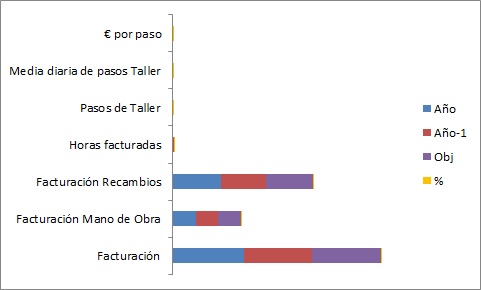 € por paso
Media diaria de pasos Taller
Pasos de Taller
Horas facturadas
Facturación Recambios
Facturación Mano de Obra
Facturación
Año
Año-1
Obj
%